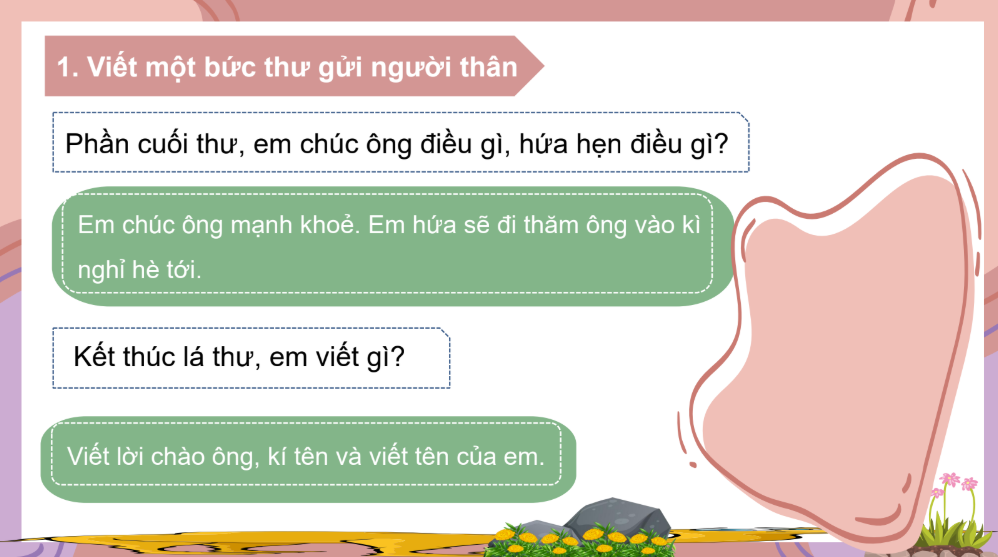 1. Viết một bức thư gửi người thân
Phần cuối thư, em chúc ông điều gì, hứa hẹn điều gì?
Em chúc ông mạnh khoẻ. Em hứa sẽ đi thăm ông vào kì
nghỉ hè tới.
Kết thúc lá thư, em viết gì?
Viết lời chào ông, kí tên và viết tên của em.